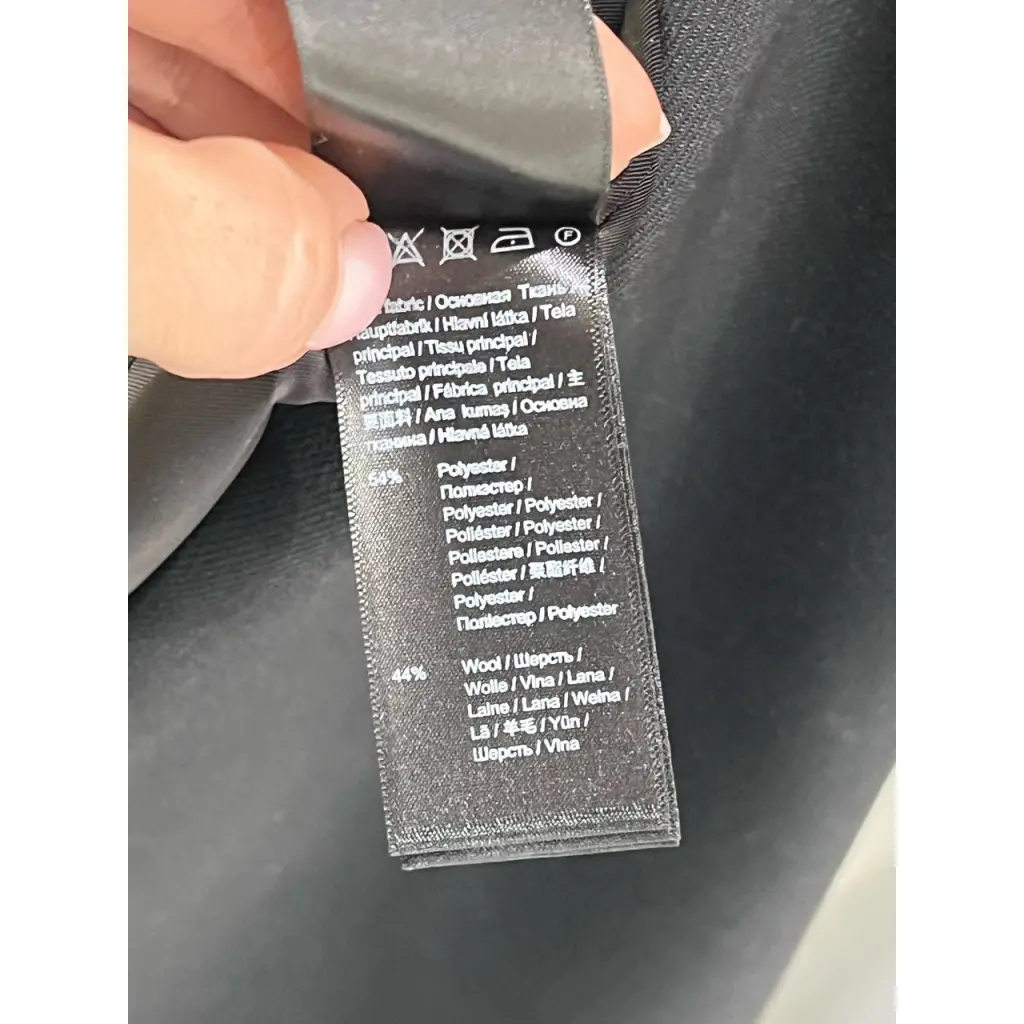 F
fabric / Основная Ткань /
Hauptfabrik / Hlavní látka / Tela
principal / Tissu principal /
Tessuto principale / Tela
principal / Fábrica principal / 主
要面料 / Ana kumaş / Основна
тканина / Hlavná látka
Polyester /
Полиэстер /
Polyester / Polyester /
Poliéster / Polyester /
Poliestere / Poliester /
Poliéster / 聚酯纤维 /
Polyester /
Поліестер / Polyester
44% Wool / Шерсть /
Wolle / Vlna / Lana /
Laine / Lana / Wełna /
Lã / 羊毛 / Yün /
Шерсть / Vlna